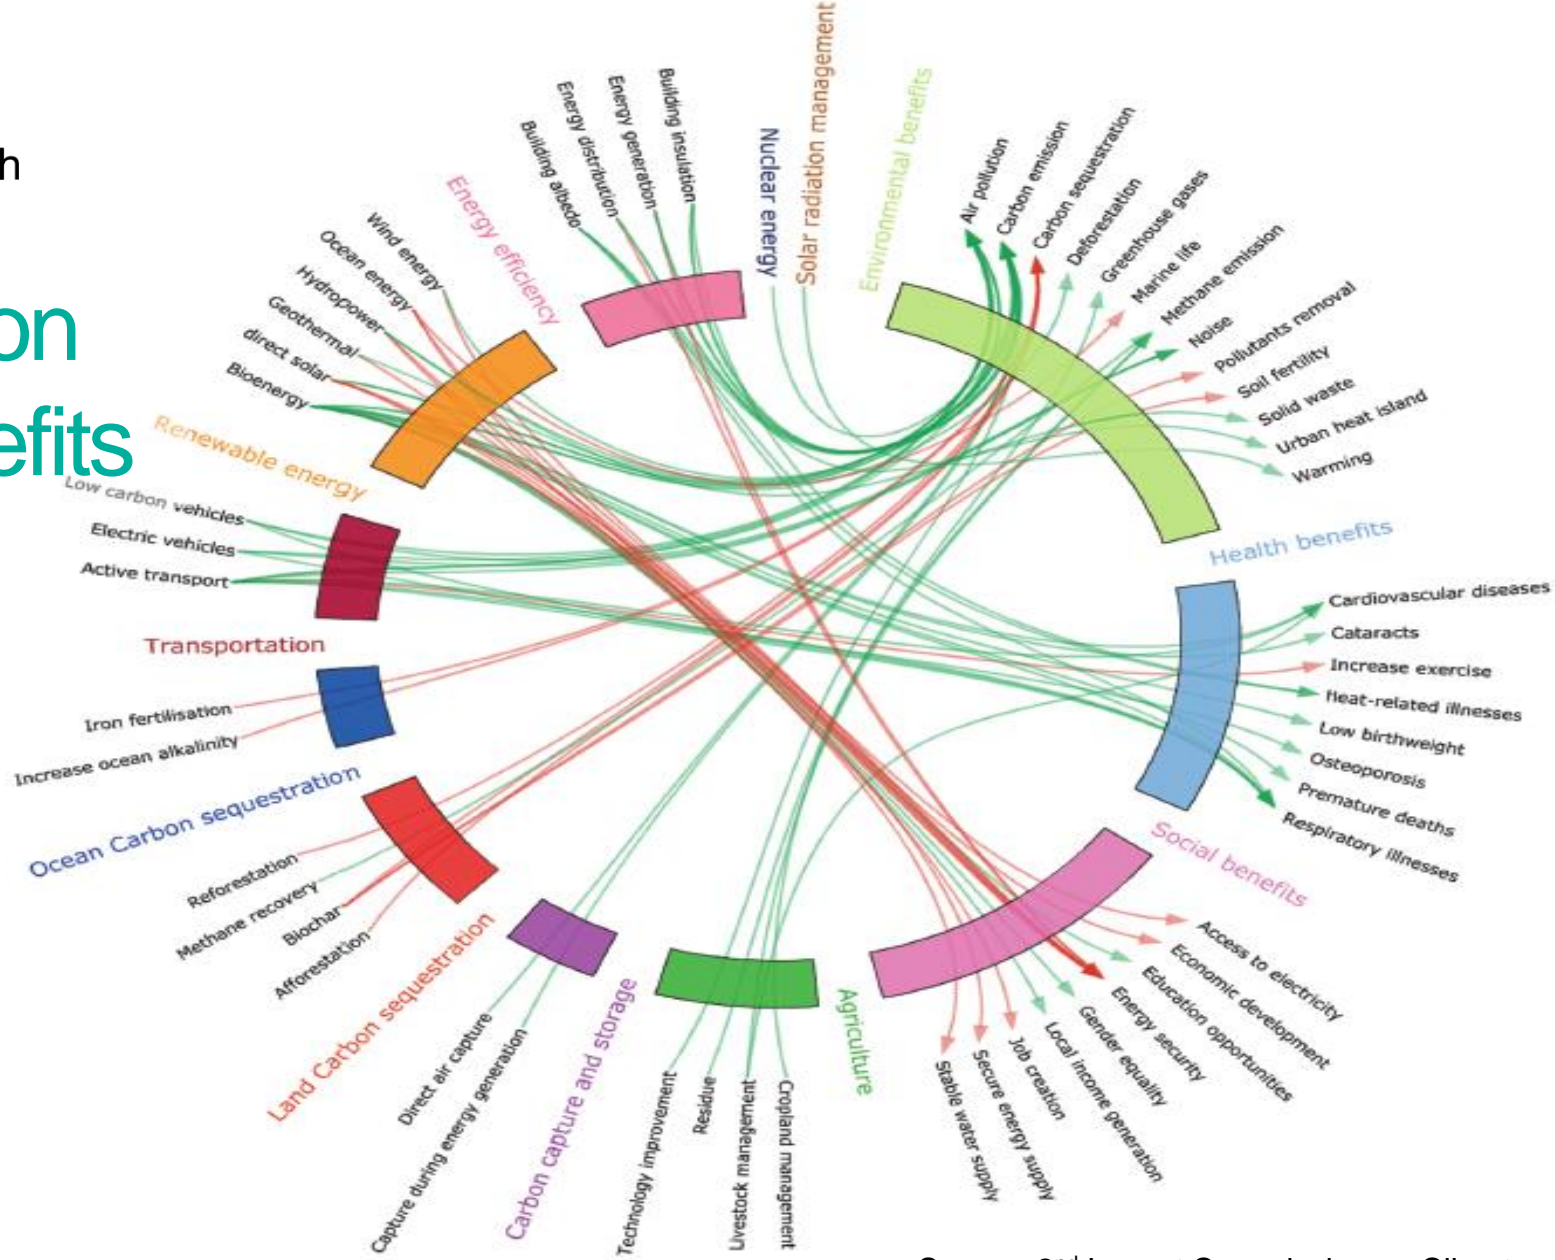 h
on
efits
Building albedo
Energy distribution
Energy generation
Building insulation
Energy efficiency
Nuclear energy
Solar radiation management
Environmental benefits
Air pollution
Carbon emission
Carbon sequestration
Deforestation
Greenhouse gases
Marine life
Methane emission
Noise
Pollutants removal
Soil fertility
Solid waste
Urban heat island
Warming
Health benefits
Cardiovascular diseases
Cataracts
Increase exercise
Heat-related illnesses
Low birthweight
Osteoporosis
Premature deaths
Respiratory illnesses
Social benefits
Access to electricity
Economic development
Education opportunities
Energy security
Gender equality
Local income generation
Job creation
Secure energy supply
Stable water supply
Agriculture
Cropland management
Livestock management
Residue
Technology improvement
Carbon capture and storage
Capture during energy generation
Direct air capture
Land Carbon sequestration
Afforestation
Biochar
Methane recovery
Reforestation
Ocean Carbon sequestration
Increase ocean alkalinity
Iron fertilisation
Transportation
Active transport
Electric vehicles
Low carbon vehicles
Renewable energy
Bioenergy
direct solar
Geothermal
Hydropower
Ocean energy
Wind energy